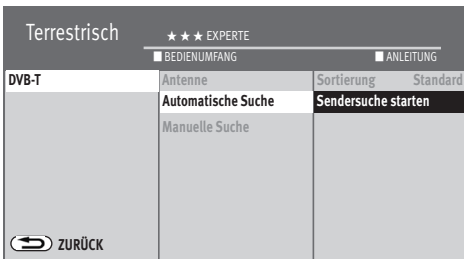 Terrestrisch ★ ★ ★ EXPERTE
BEDIENUMFANG ANLEITUNG
DVB-T Antenne Sortierung Standard
Automatische Suche Sendersuche starten
Manuelle Suche
ZURÜCK